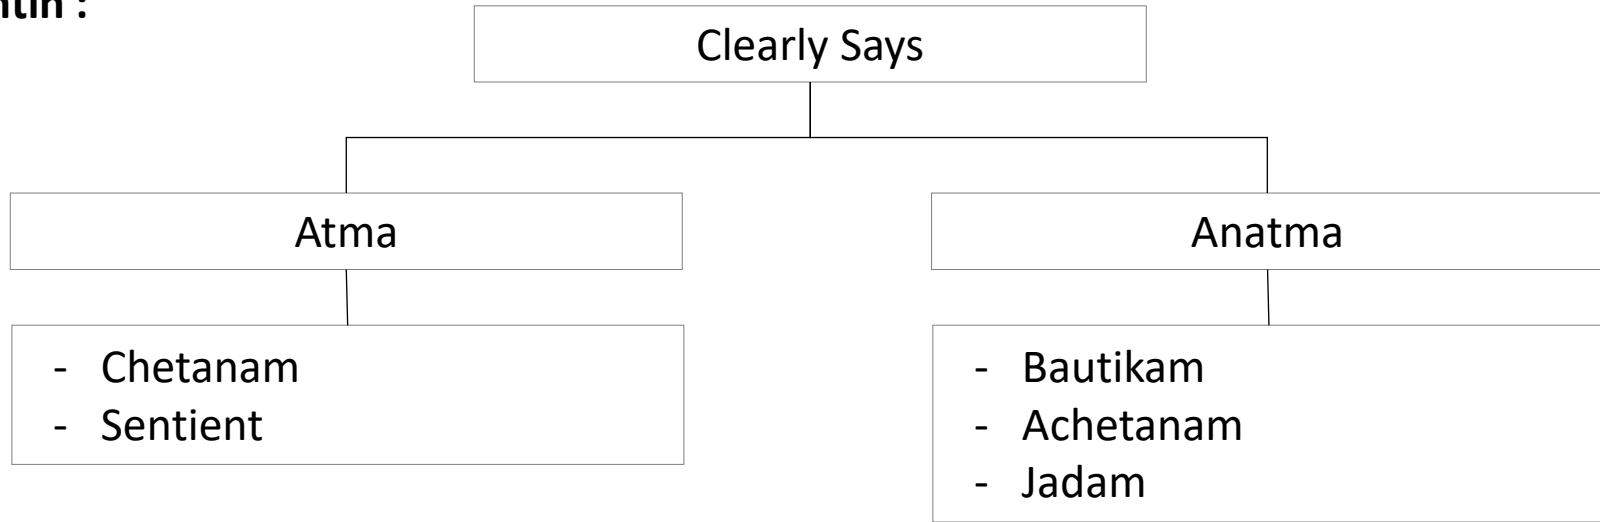 Clearly Says
Atma
Anatma
- Chetanam
- Sentient
- Bautikam
- Achetanam
- Jadam